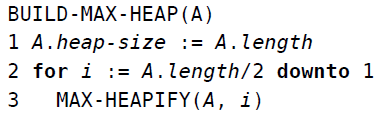 BUILD-MAX-HEAP(A)
1 A.heap-size := A.length
2 for i := A.length/2 downto 1
3   MAX-HEAPIFY(A, i)